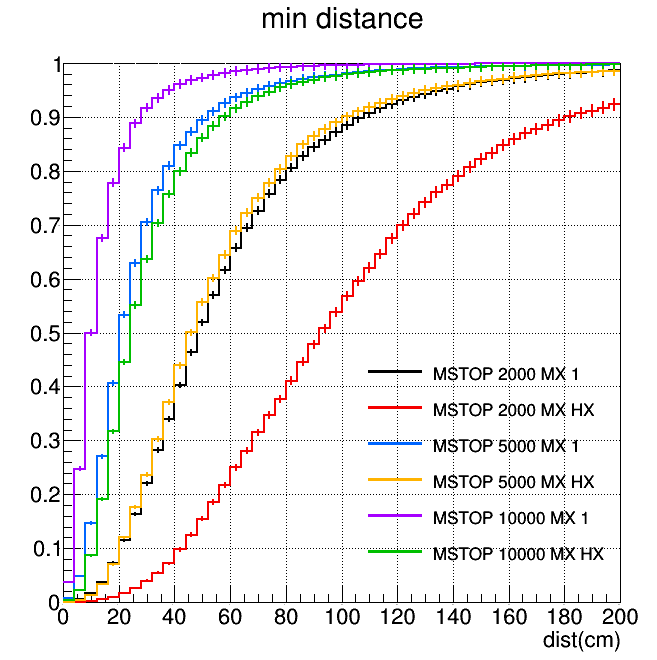 min distance
1
0.9
0.8
0.7
0.6
0.5
0.4
0.3
0.2
0.1
0
MSTOP 2000 MX 1
MSTOP 2000 MX HX
MSTOP 5000 MX 1
MSTOP 5000 MX HX
MSTOP 10000 MX 1
MSTOP 10000 MX HX
0 20 40 60 80 100 120 140 160 180 200
dist(cm)